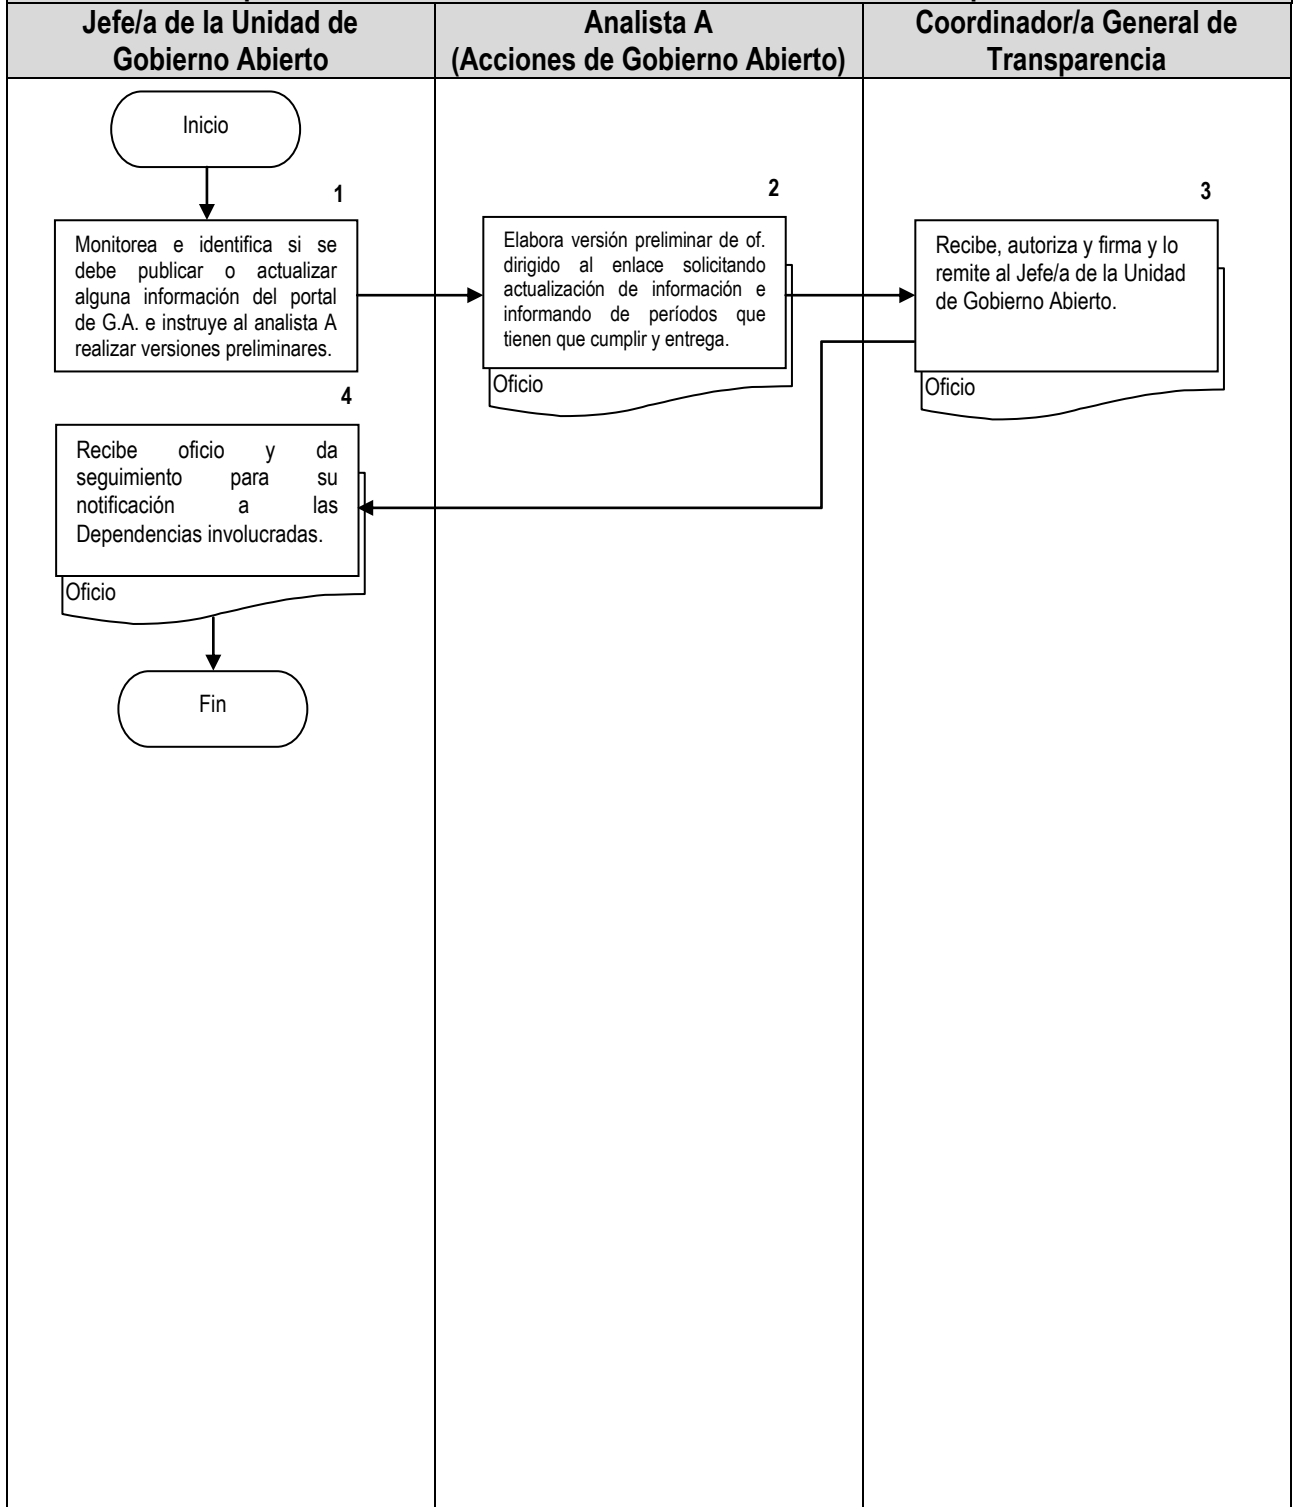 Jefe/a de la Unidad de
Gobierno Abierto
Analista A
(Acciones de Gobierno Abierto)
Coordinador/a General de
Transparencia
Inicio
1
Monitorea e identifica si se
debe publicar o actualizar
alguna información del portal
de G.A. e instruye al analista A
realizar versiones preliminares.
2
Elabora versión preliminar de of.
dirigido al enlace solicitando
actualización de información e
informando de períodos que
tienen que cumplir y entrega.
Oficio
3
Recibe, autoriza y firma y lo
remite al Jefe/a de la Unidad
de Gobierno Abierto.
Oficio
4
Recibe oficio y da
seguimiento para su
notificación a las
Dependencias involucradas.
Oficio
Fin